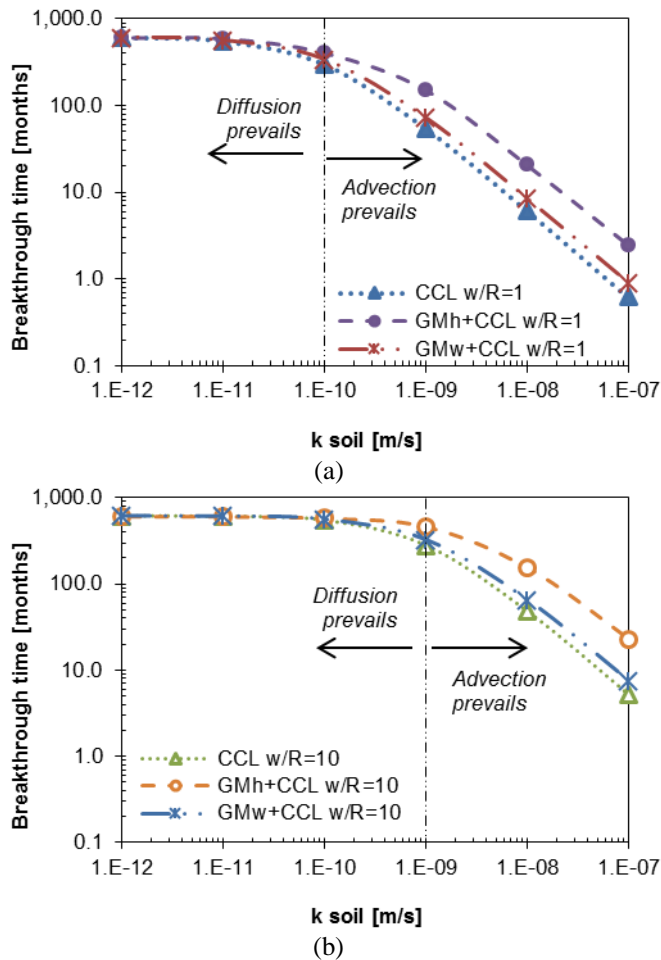 1,000.0
100.0
10.0
1.0
0.1
Breakthrough time [months]
Diffusion
prevails
Advection
prevails
CCL w/R=1
GMh+CCL w/R=1
GMw+CCL w/R=1
1.E-12 1.E-11 1.E-10 1.E-09 1.E-08 1.E-07
k soil [m/s]
(a)
1,000.0
100.0
10.0
1.0
0.1
Breakthrough time [months]
Diffusion
prevails
Advection
prevails
CCL w/R=10
GMh+CCL w/R=10
GMw+CCL w/R=10
1.E-12 1.E-11 1.E-10 1.E-09 1.E-08 1.E-07
k soil [m/s]
(b)